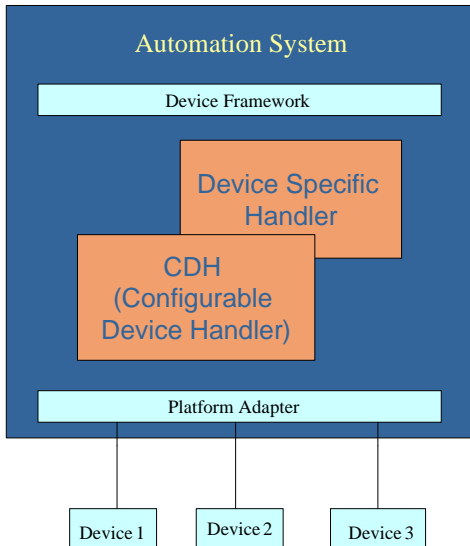 Automation System
Device Framework
Device Specific
Handler
CDH
(Configurable
Device Handler)
Platform Adapter
Device 1
Device 2
Device 3